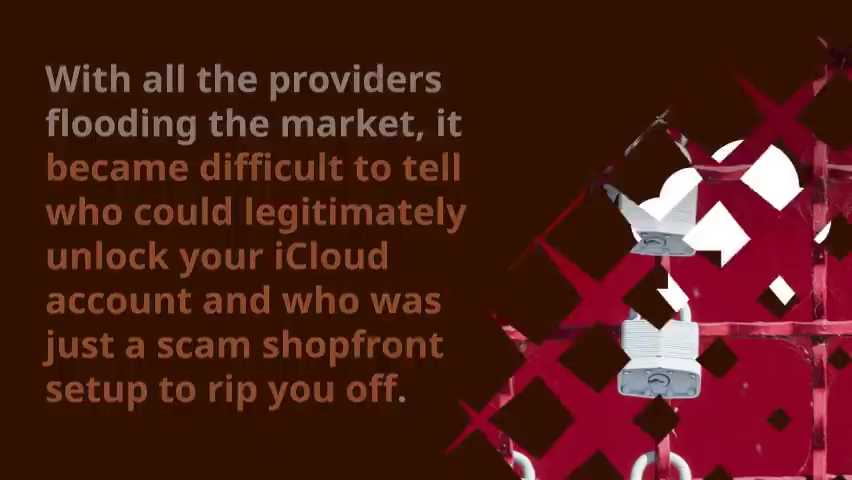 With all the providers
flooding the market, it
became difficult to tell
who could legitimately
unlock your iCloud
account and who was
just a scam shopfront
setup to rip you off.